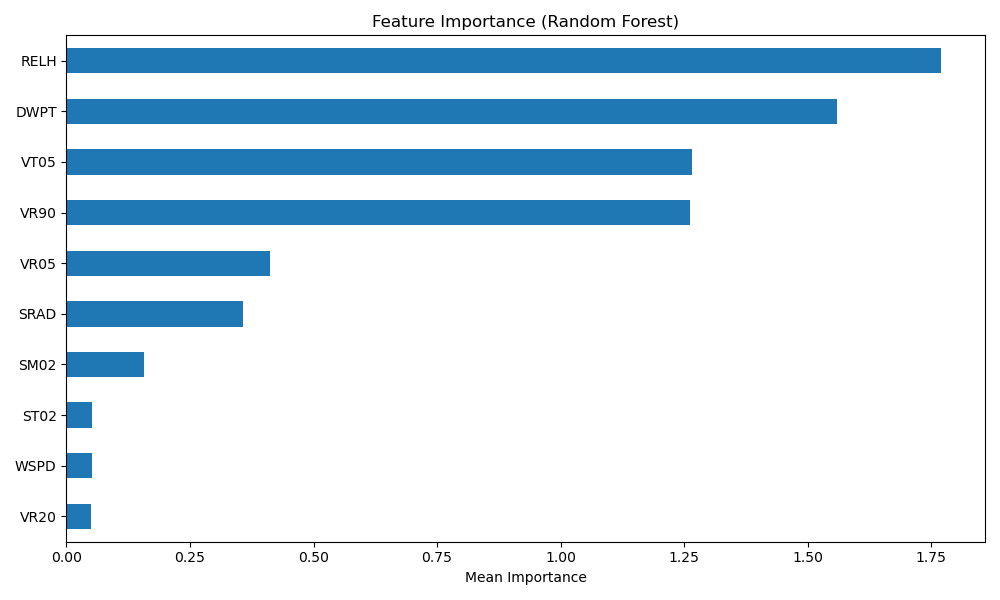 Feature Importance (Random Forest)
RELH
DWPT
VT05
VR90
VR05
SRAD
SM02
ST02
WSPD
VR20
0.00 0.25 0.50 0.75 1.00 1.25 1.50 1.75
Mean Importance